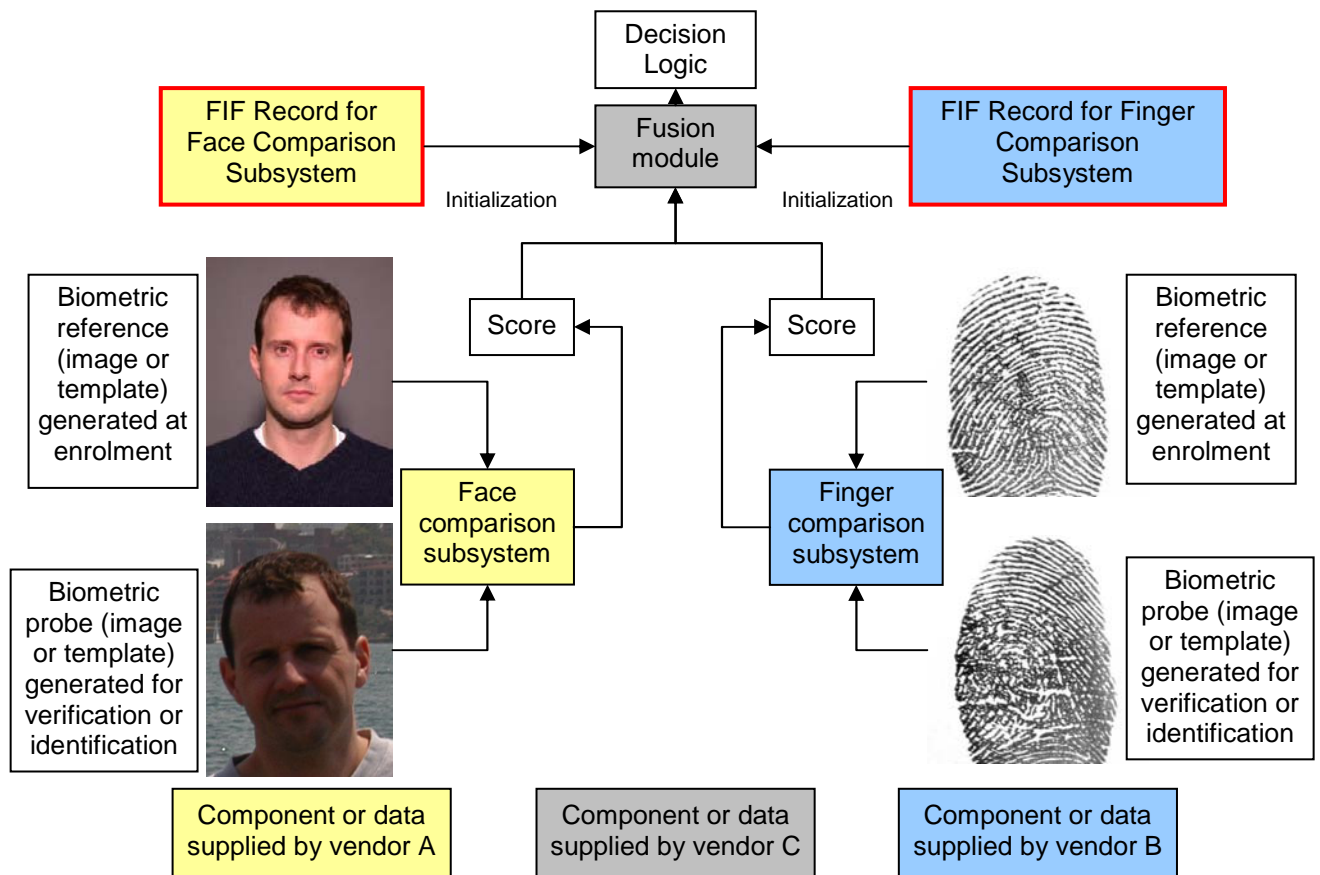 Decision
Logic
FIF Record for
Face Comparison
Subsystem
Fusion
module
FIF Record for Finger
Comparison
Subsystem
Initialization
Initialization
Biometric
reference
(image or
template)
generated at
enrolment
Score
Score
Biometric
reference
(image or
template)
generated at
enrolment
Face
comparison
subsystem
Finger
comparison
subsystem
Biometric
probe (image
or template)
generated for
verification or
identification
Biometric
probe (image
or template)
generated for
verification or
identification
Component or data
supplied by vendor A
Component or data
supplied by vendor C
Component or data
supplied by vendor B